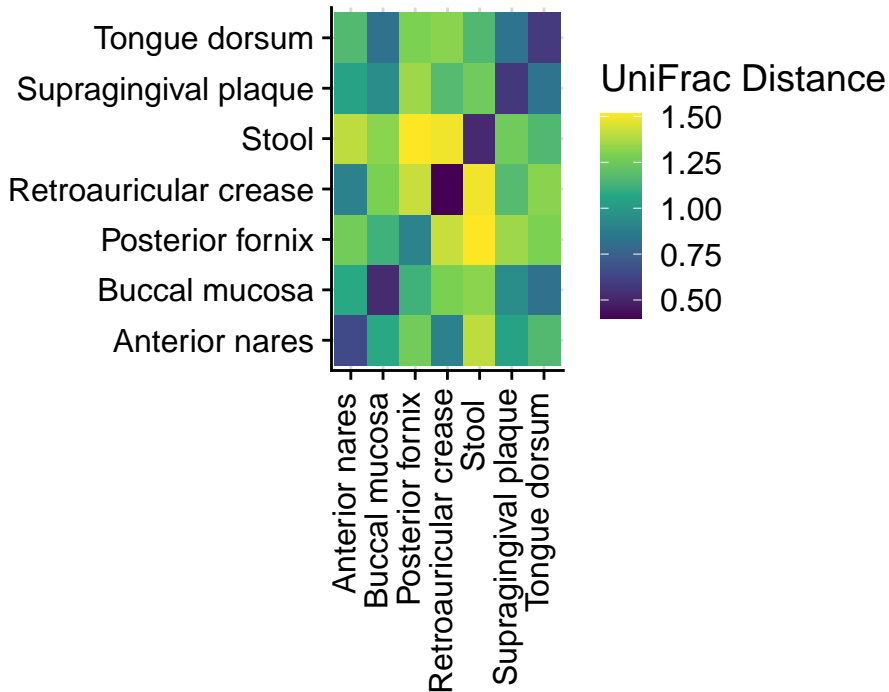 Tongue dorsum
Supragingival plaque
Stool
Retroauricular crease
Posterior fornix
Buccal mucosa
Anterior nares
Anterior nares
Buccal mucosa
Posterior fornix
Retroauricular crease
Stool
Supragingival plaque
Tongue dorsum
UniFrac Distance
1.50
1.25
1.00
0.75
0.50